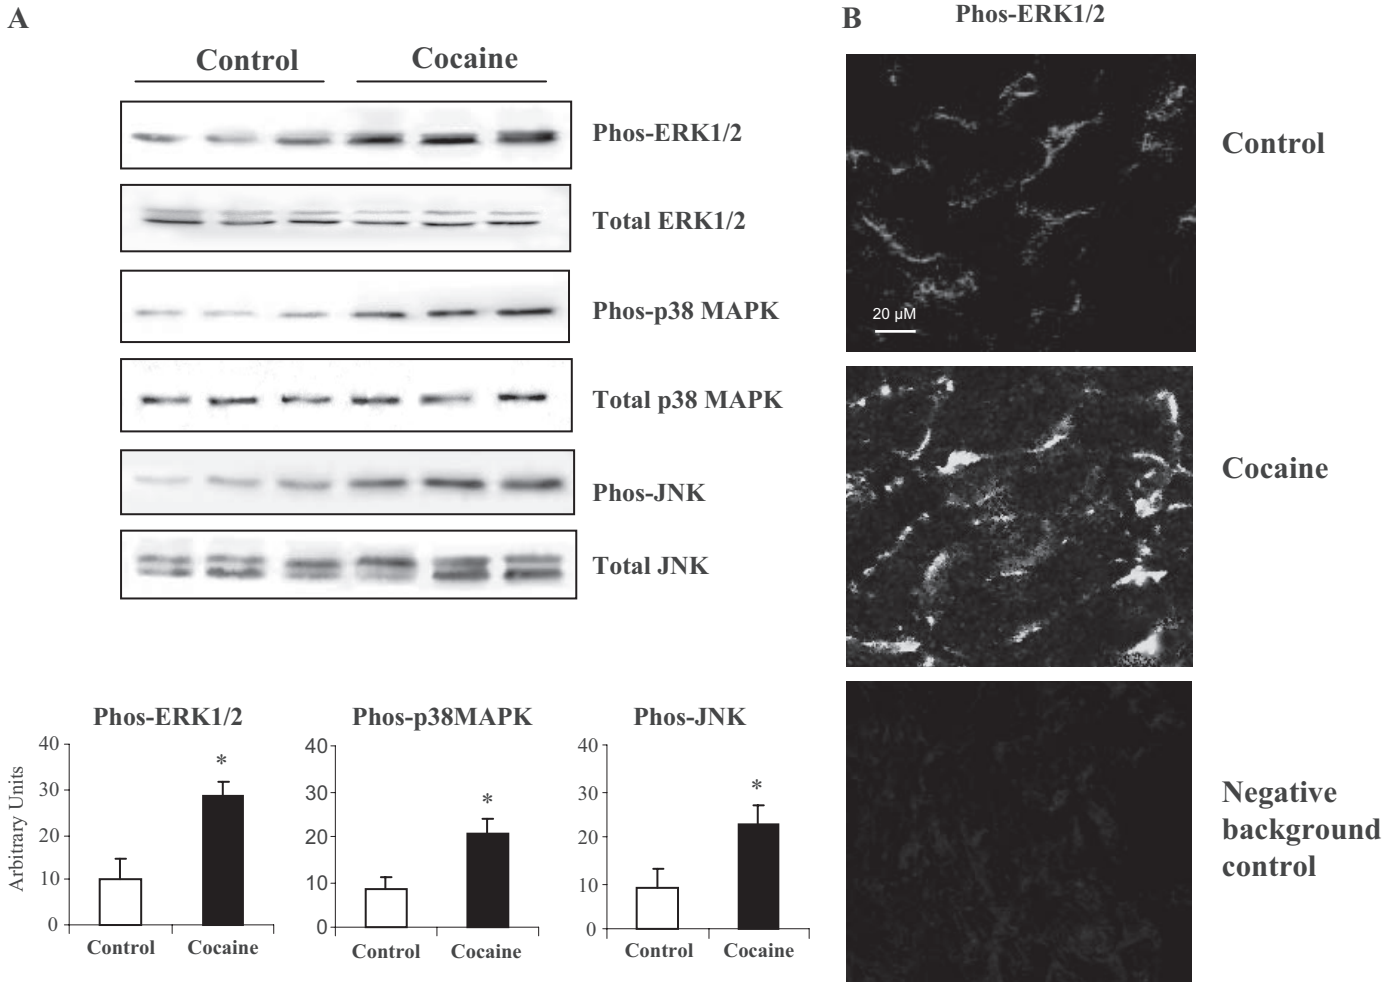 A
Control
Cocaine
Phos-ERK1/2
Total ERK1/2
Phos-p38 MAPK
Total p38 MAPK
Phos-JNK
Total JNK
Phos-ERK1/2
Arbitrary Units
40
30
20
10
0
Control
Cocaine
*
Phos-p38MAPK
40
30
20
10
0
Control
Cocaine
*
Phos-JNK
40
30
20
10
0
Control
Cocaine
*
B
Phos-ERK1/2
20 μM
Control
Cocaine
Negative
background
control